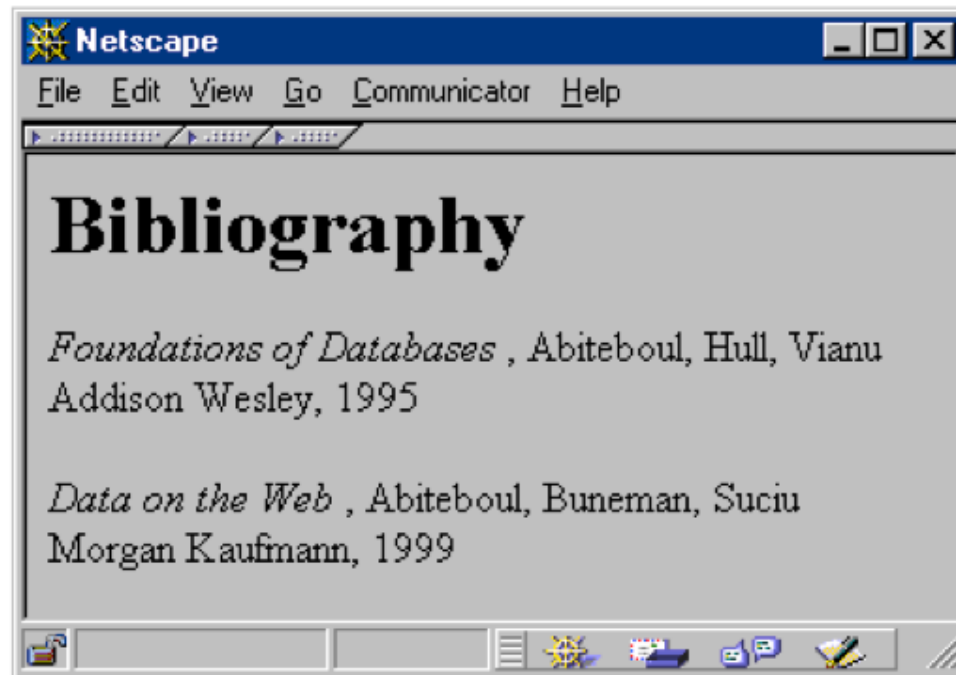 Netscape
File Edit View Go Communicator Help
Bibliography
Foundations of Databases , Abiteboul, Hull, Vianu
Addison Wesley, 1995
Data on the Web , Abiteboul, Buneman, Suciu
Morgan Kaufmann, 1999